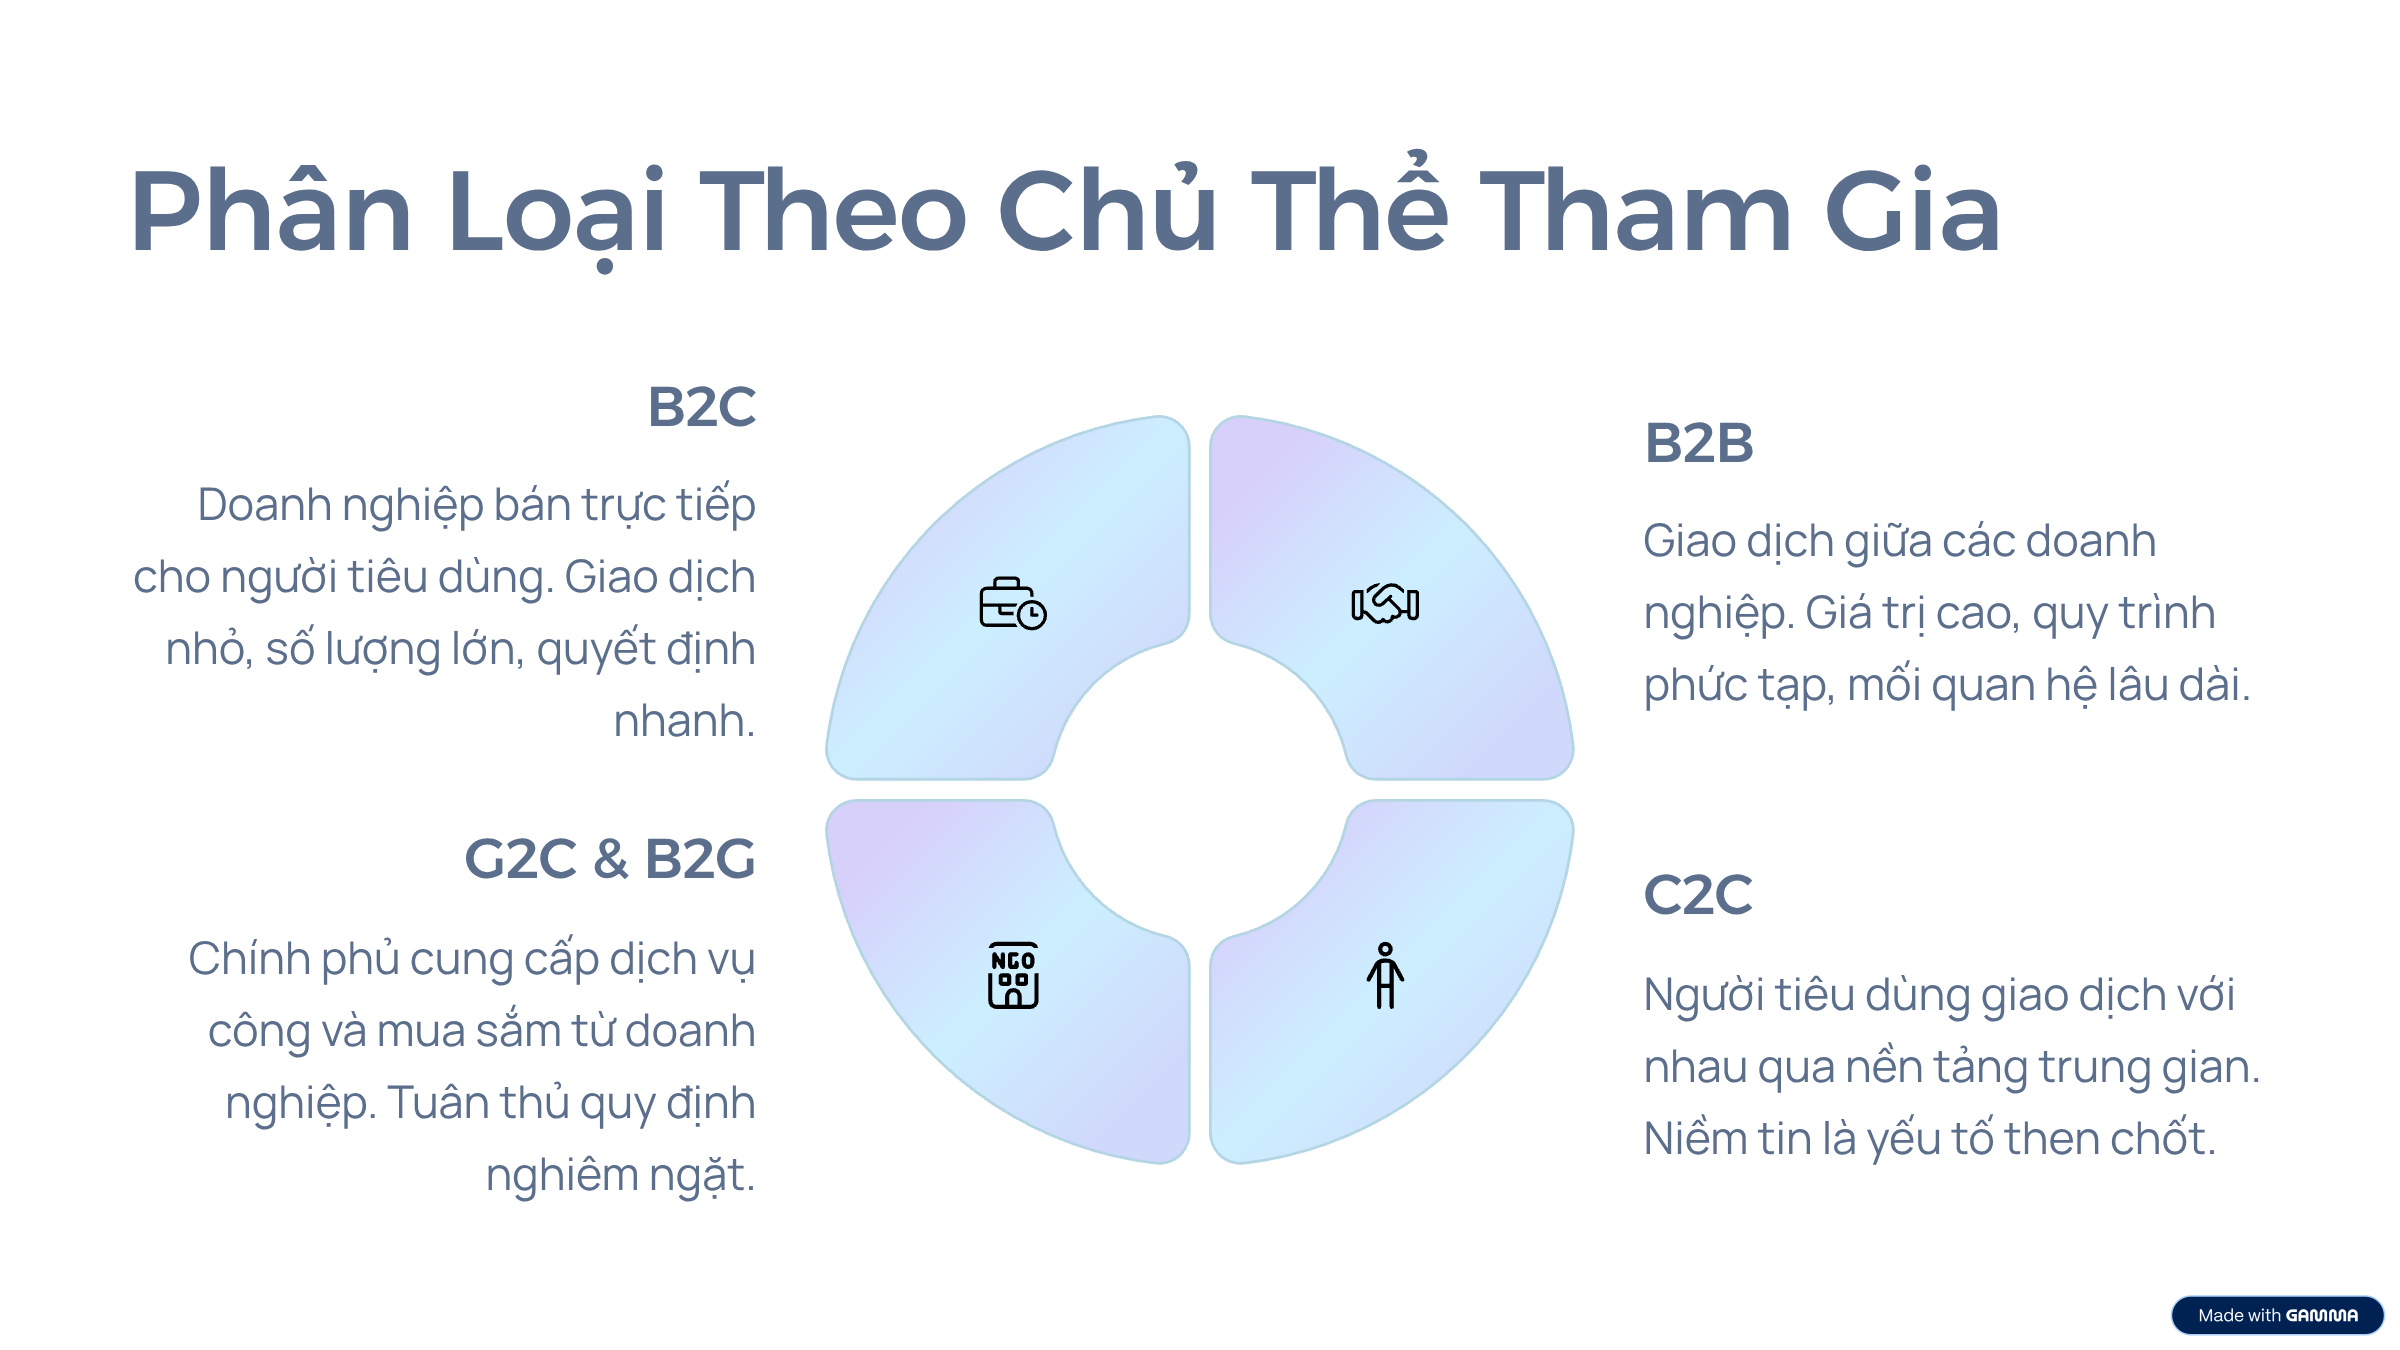 Phân Loại Theo Chủ Thể Tham Gia
B2C
Doanh nghiệp bán trực tiếp
cho người tiêu dùng. Giao dịch
nhỏ, số lượng lớn, quyết định
nhanh.
B2B
Giao dịch giữa các doanh
nghiệp. Giá trị cao, quy trình
phức tạp, mối quan hệ lâu dài.
G2C & B2G
Chính phủ cung cấp dịch vụ
công và mua sắm từ doanh
nghiệp. Tuân thủ quy định
nghiêm ngặt.
NGO
C2C
Người tiêu dùng giao dịch với
nhau qua nền tảng trung gian.
Niềm tin là yếu tố then chốt.
Made with GAMMA